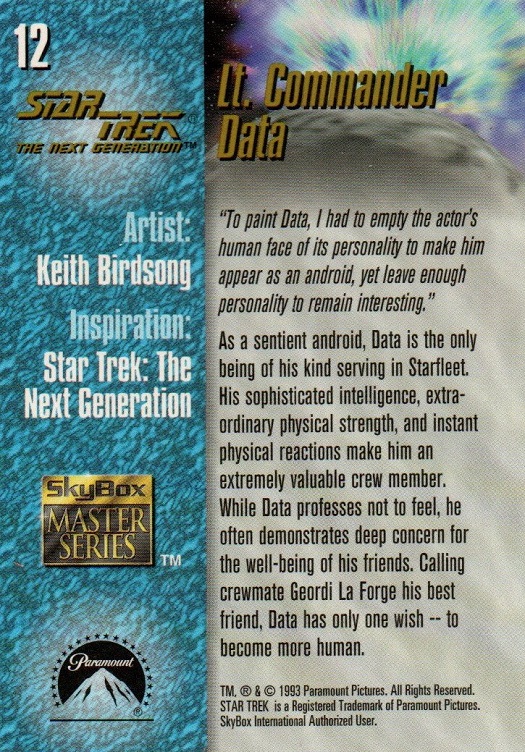 12
STAR TREK®
THE NEXT GENERATION™
Artist:
Keith Birdsong
Inspiration:
Star Trek: The
Next Generation
SkyBox
MASTER
SERIES
TM
Paramount
®
Lt. Commander
Data
“To paint Data, I had to empty the actor's
human face of its personality to make him
appear as an android, yet leave enough
personality to remain interesting.”
As a sentient android, Data is the only
being of his kind serving in Starfleet.
His sophisticated intelligence, extra-
ordinary physical strength, and instant
physical reactions make him an
extremely valuable crew member.
While Data professes not to feel, he
often demonstrates deep concern for
the well-being of his friends. Calling
crewmate Geordi La Forge his best
friend, Data has only one wish -- to
become more human.
TM, ® & © 1993 Paramount Pictures. All Rights Reserved.
STAR TREK is a Registered Trademark of Paramount Pictures.
SkyBox International Authorized User.